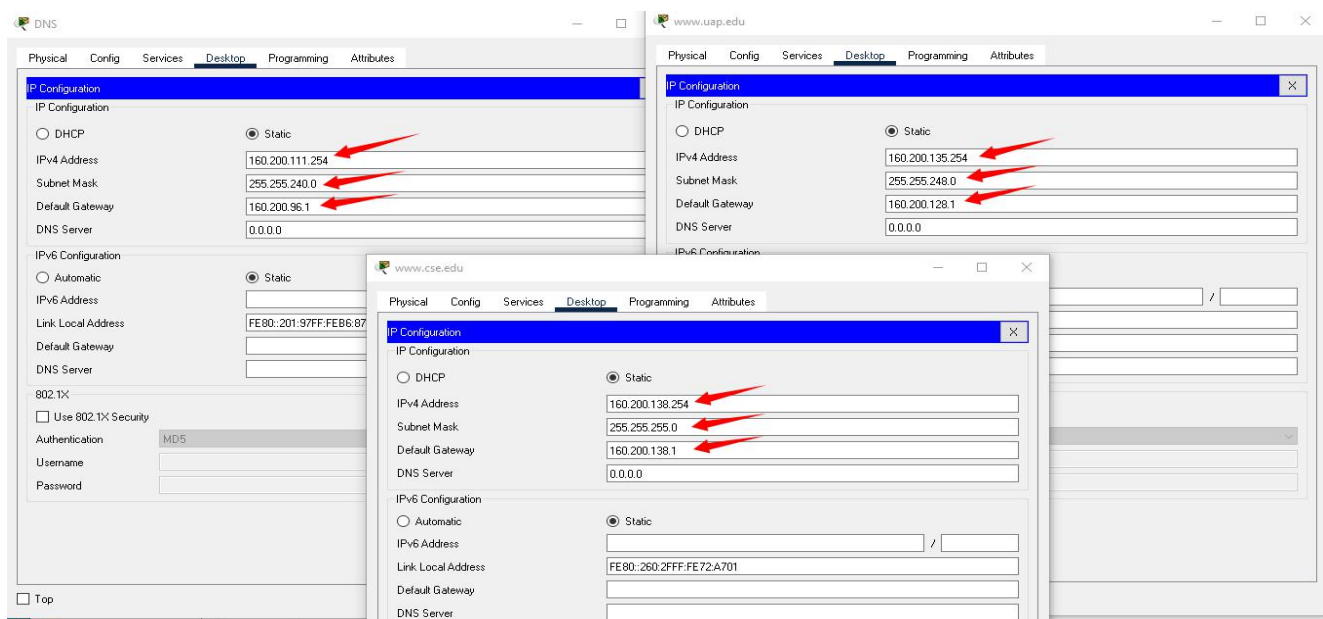 DNS
Physical Config Services Desktop Programming Attributes
IP Configuration
IP Configuration
DHCP Static
IPv4 Address 160.200.111.254
Subnet Mask 255.255.240.0
Default Gateway 160.200.96.1
DNS Server 0.0.0.0
IPv6 Configuration
Automatic Static
IPv6 Address
Link Local Address FE80::201:97FF:FEB6:87
Default Gateway
DNS Server
802.1X
Use 802.1X Security
Authentication MD5
Username
Password
Top
www.uap.edu
Physical Config Services Desktop Programming Attributes
IP Configuration X
IP Configuration
DHCP Static
IPv4 Address 160.200.135.254
Subnet Mask 255.255.248.0
Default Gateway 160.200.128.1
DNS Server 0.0.0.0
IPv6 Configuration
/
www.cse.edu
Physical Config Services Desktop Programming Attributes
IP Configuration X
IP Configuration
DHCP Static
IPv4 Address 160.200.138.254
Subnet Mask 255.255.255.0
Default Gateway 160.200.138.1
DNS Server 0.0.0.0
IPv6 Configuration
Automatic Static
IPv6 Address /
Link Local Address FE80::260:2FFF:FE72:A701
Default Gateway
DNS Server